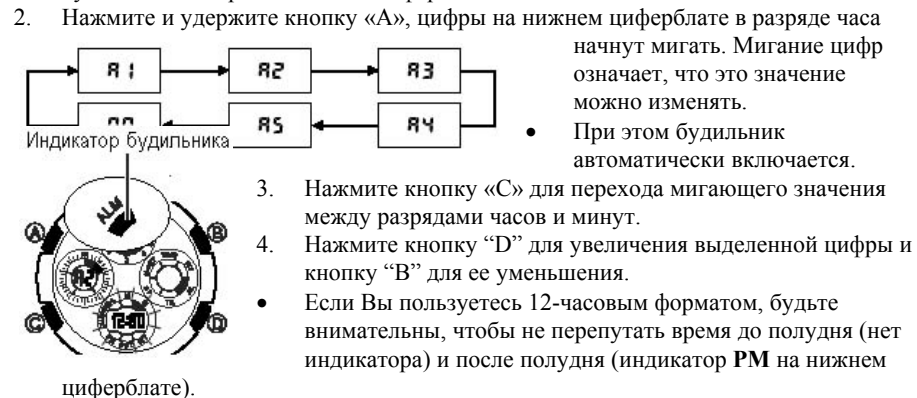 2. Нажмите и удержите кнопку «А», цифры на нижнем циферблате в разряде часа
начнут мигать. Мигание цифр
означает, что это значение
можно изменять.
• При этом будильник
автоматически включается.
A1
A2
A3
A5
A4
Индикатор будильника
ALM
A
B
C
D
A2
12-00
3. Нажмите кнопку «С» для перехода мигающего значения
между разрядами часов и минут.
4. Нажмите кнопку “D” для увеличения выделенной цифры и
кнопку “B” для ее уменьшения.
• Если Вы пользуетесь 12-часовым форматом, будьте
внимательны, чтобы не перепутать время до полудня (нет
индикатора) и после полудня (индикатор PM на нижнем
циферблате).